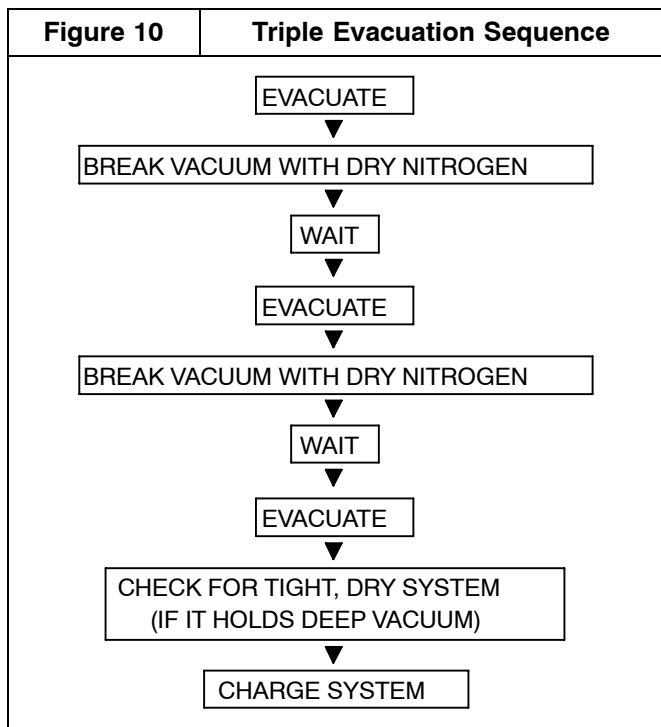 Figure 10 Triple Evacuation Sequence
EVACUATE
BREAK VACUUM WITH DRY NITROGEN
WAIT
EVACUATE
BREAK VACUUM WITH DRY NITROGEN
WAIT
EVACUATE
CHECK FOR TIGHT, DRY SYSTEM
(IF IT HOLDS DEEP VACUUM)
CHARGE SYSTEM